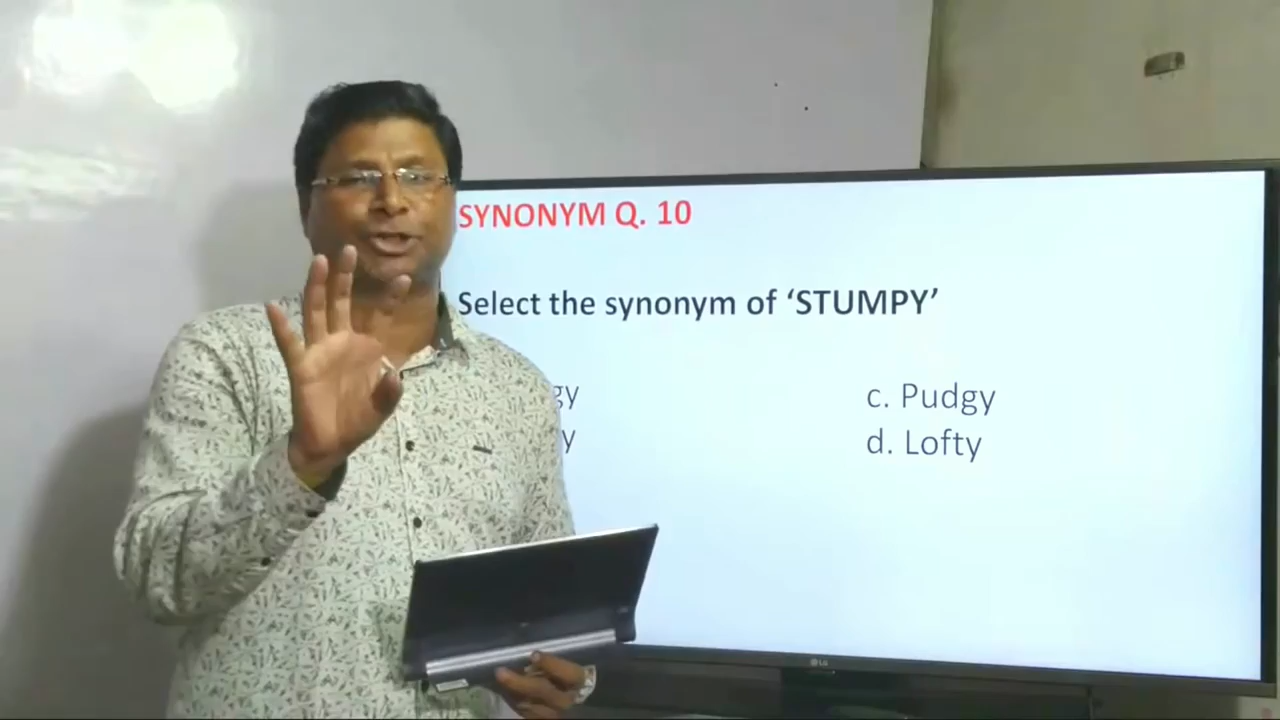 SYNONYM Q. 10
Select the synonym of ‘STUMPY’
c. Pudgy
d. Lofty
LG